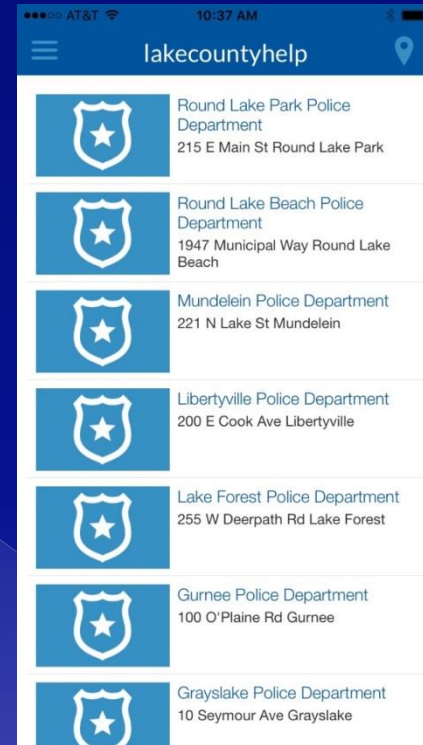 AT&T 10:37 AM
lakecountyhelp
Round Lake Park Police
Department
215 E Main St Round Lake Park
Round Lake Beach Police
Department
1947 Municipal Way Round Lake
Beach
Mundelein Police Department
221 N Lake St Mundelein
Libertyville Police Department
200 E Cook Ave Libertyville
Lake Forest Police Department
255 W Deerpath Rd Lake Forest
Gurnee Police Department
100 O'Plaine Rd Gurnee
Grayslake Police Department
10 Seymour Ave Grayslake